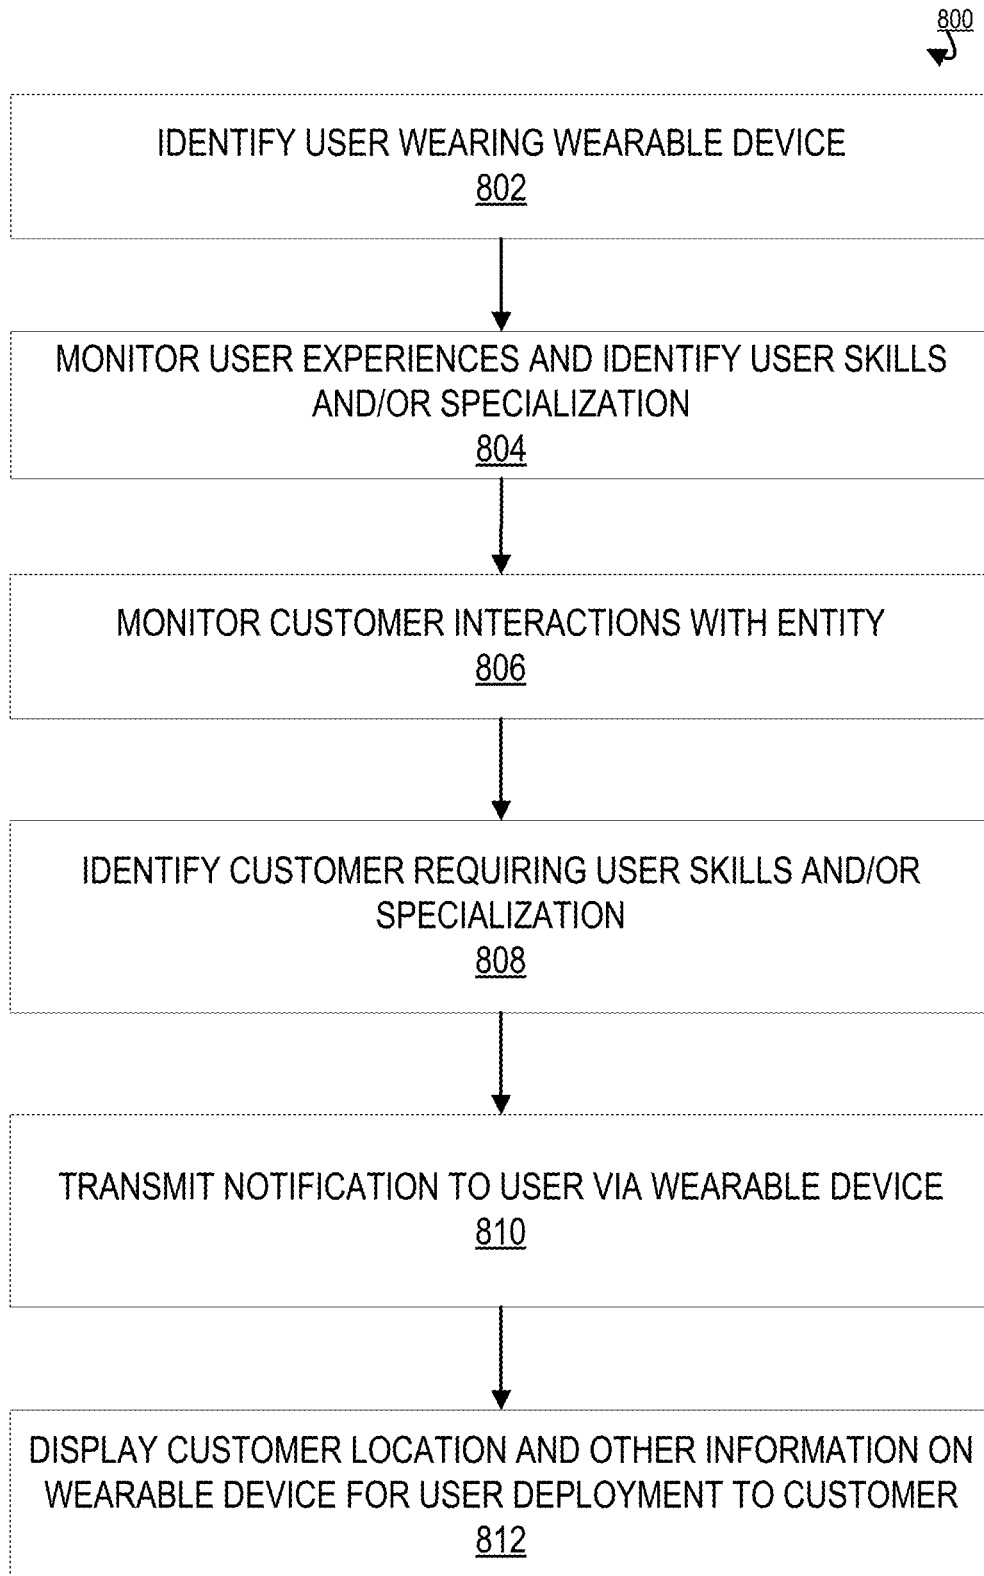 800
IDENTIFY USER WEARING WEARABLE DEVICE
802
MONITOR USER EXPERIENCES AND IDENTIFY USER SKILLS
AND/OR SPECIALIZATION
804
MONITOR CUSTOMER INTERACTIONS WITH ENTITY
806
IDENTIFY CUSTOMER REQUIRING USER SKILLS AND/OR
SPECIALIZATION
808
TRANSMIT NOTIFICATION TO USER VIA WEARABLE DEVICE
810
DISPLAY CUSTOMER LOCATION AND OTHER INFORMATION ON
WEARABLE DEVICE FOR USER DEPLOYMENT TO CUSTOMER
812